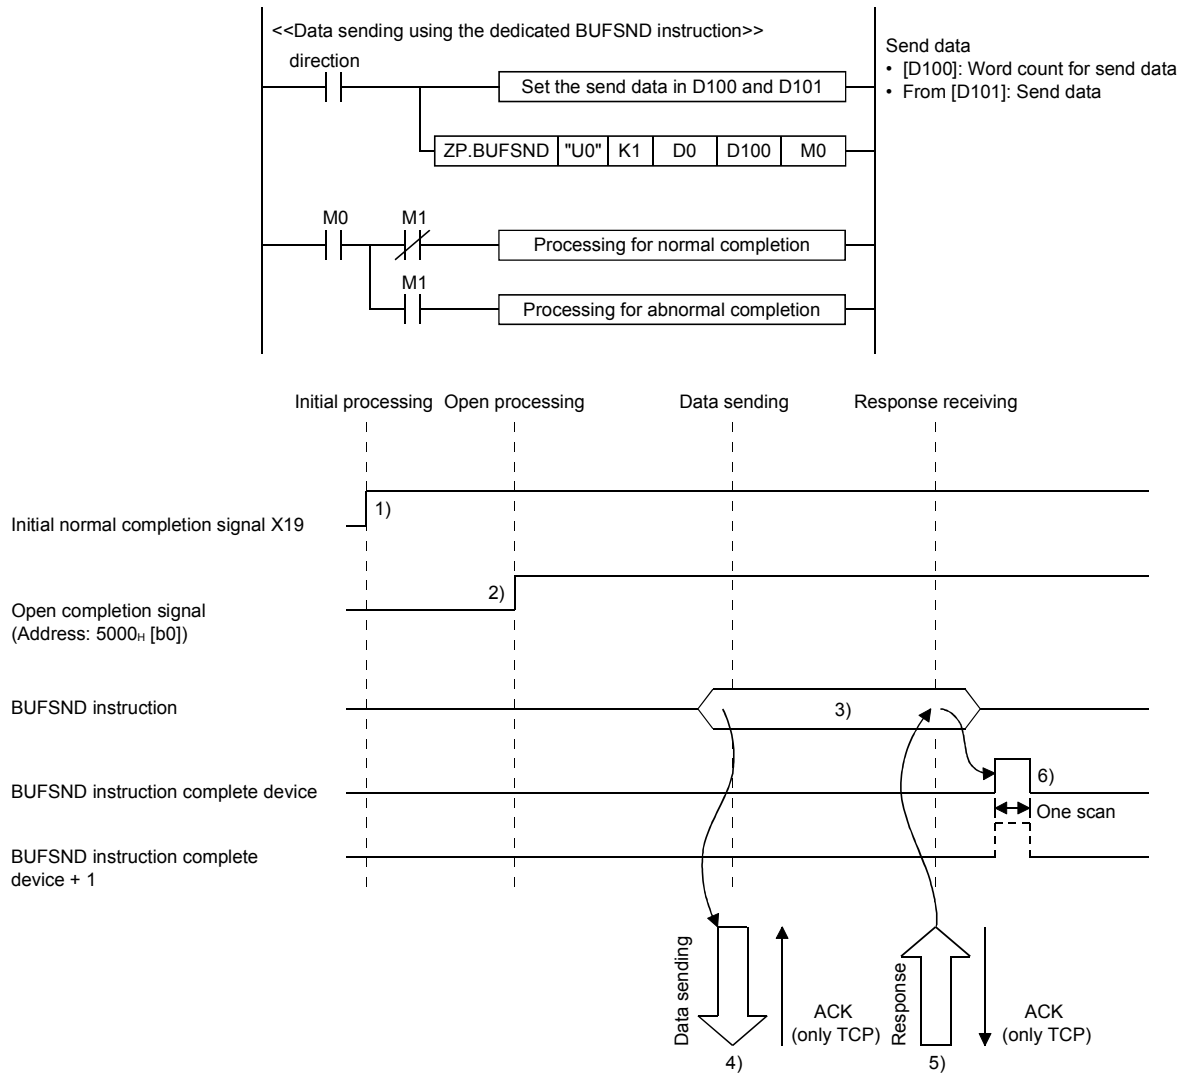 <<Data sending using the dedicated BUFSND instruction>>
direction
Set the send data in D100 and D101
ZP.BUFSND "U0" K1 D0 D100 M0
M0 M1
Processing for normal completion
M1
Processing for abnormal completion
Send data
• [D100]: Word count for send data
• From [D101]: Send data
Initial processing Open processing Data sending Response receiving
1)
Initial normal completion signal X19
2)
Open completion signal
(Address: 5000H [b0])
BUFSND instruction
3)
6)
BUFSND instruction complete device
One scan
BUFSND instruction complete
device + 1
Data sending
ACK
(only TCP)
4)
Response
ACK
(only TCP)
5)